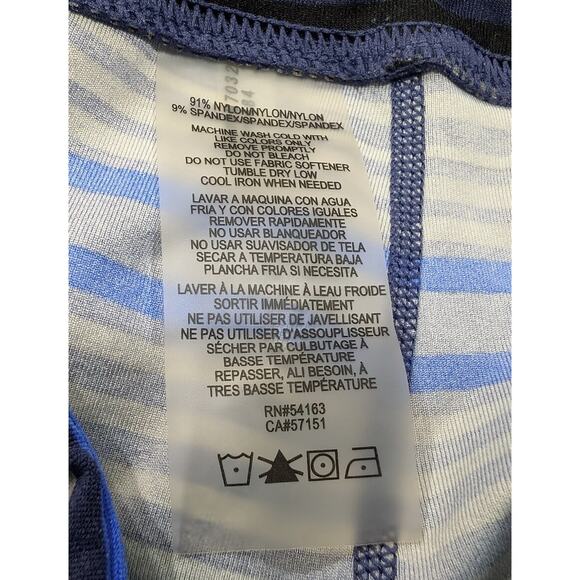 703284
91% NYLON/NYLON/NYLON
9% SPANDEX/SPANDEX/SPANDEX
MACHINE WASH COLD WITH
LIKE COLORS ONLY
REMOVE PROMPTLY
DO NOT BLEACH
DO NOT USE FABRIC SOFTENER
TUMBLE DRY LOW
COOL IRON WHEN NEEDED
LAVAR A MAQUINA CON AGUA
FRIA Y CON COLORES IGUALES
REMOVER RAPIDAMENTE
NO USAR BLANQUEADOR
NO USAR SUAVISADOR DE TELA
SECAR A TEMPERATURA BAJA
PLANCHA FRIA SI NECESITA
LAVER À LA MACHINE À LEAU FROIDE
SORTIR IMMÉDIATEMENT
NE PAS UTILISER DE JAVELLISANT
NE PAS UTILISER D'ASSOUPLISSEUR
SÉCHER PAR CULBUTAGE À
BASSE TEMPÉRATURE
REPASSER, ALI BESOIN, À
TRES BASSE TEMPÉRATURE
RN#54163
CA#57151